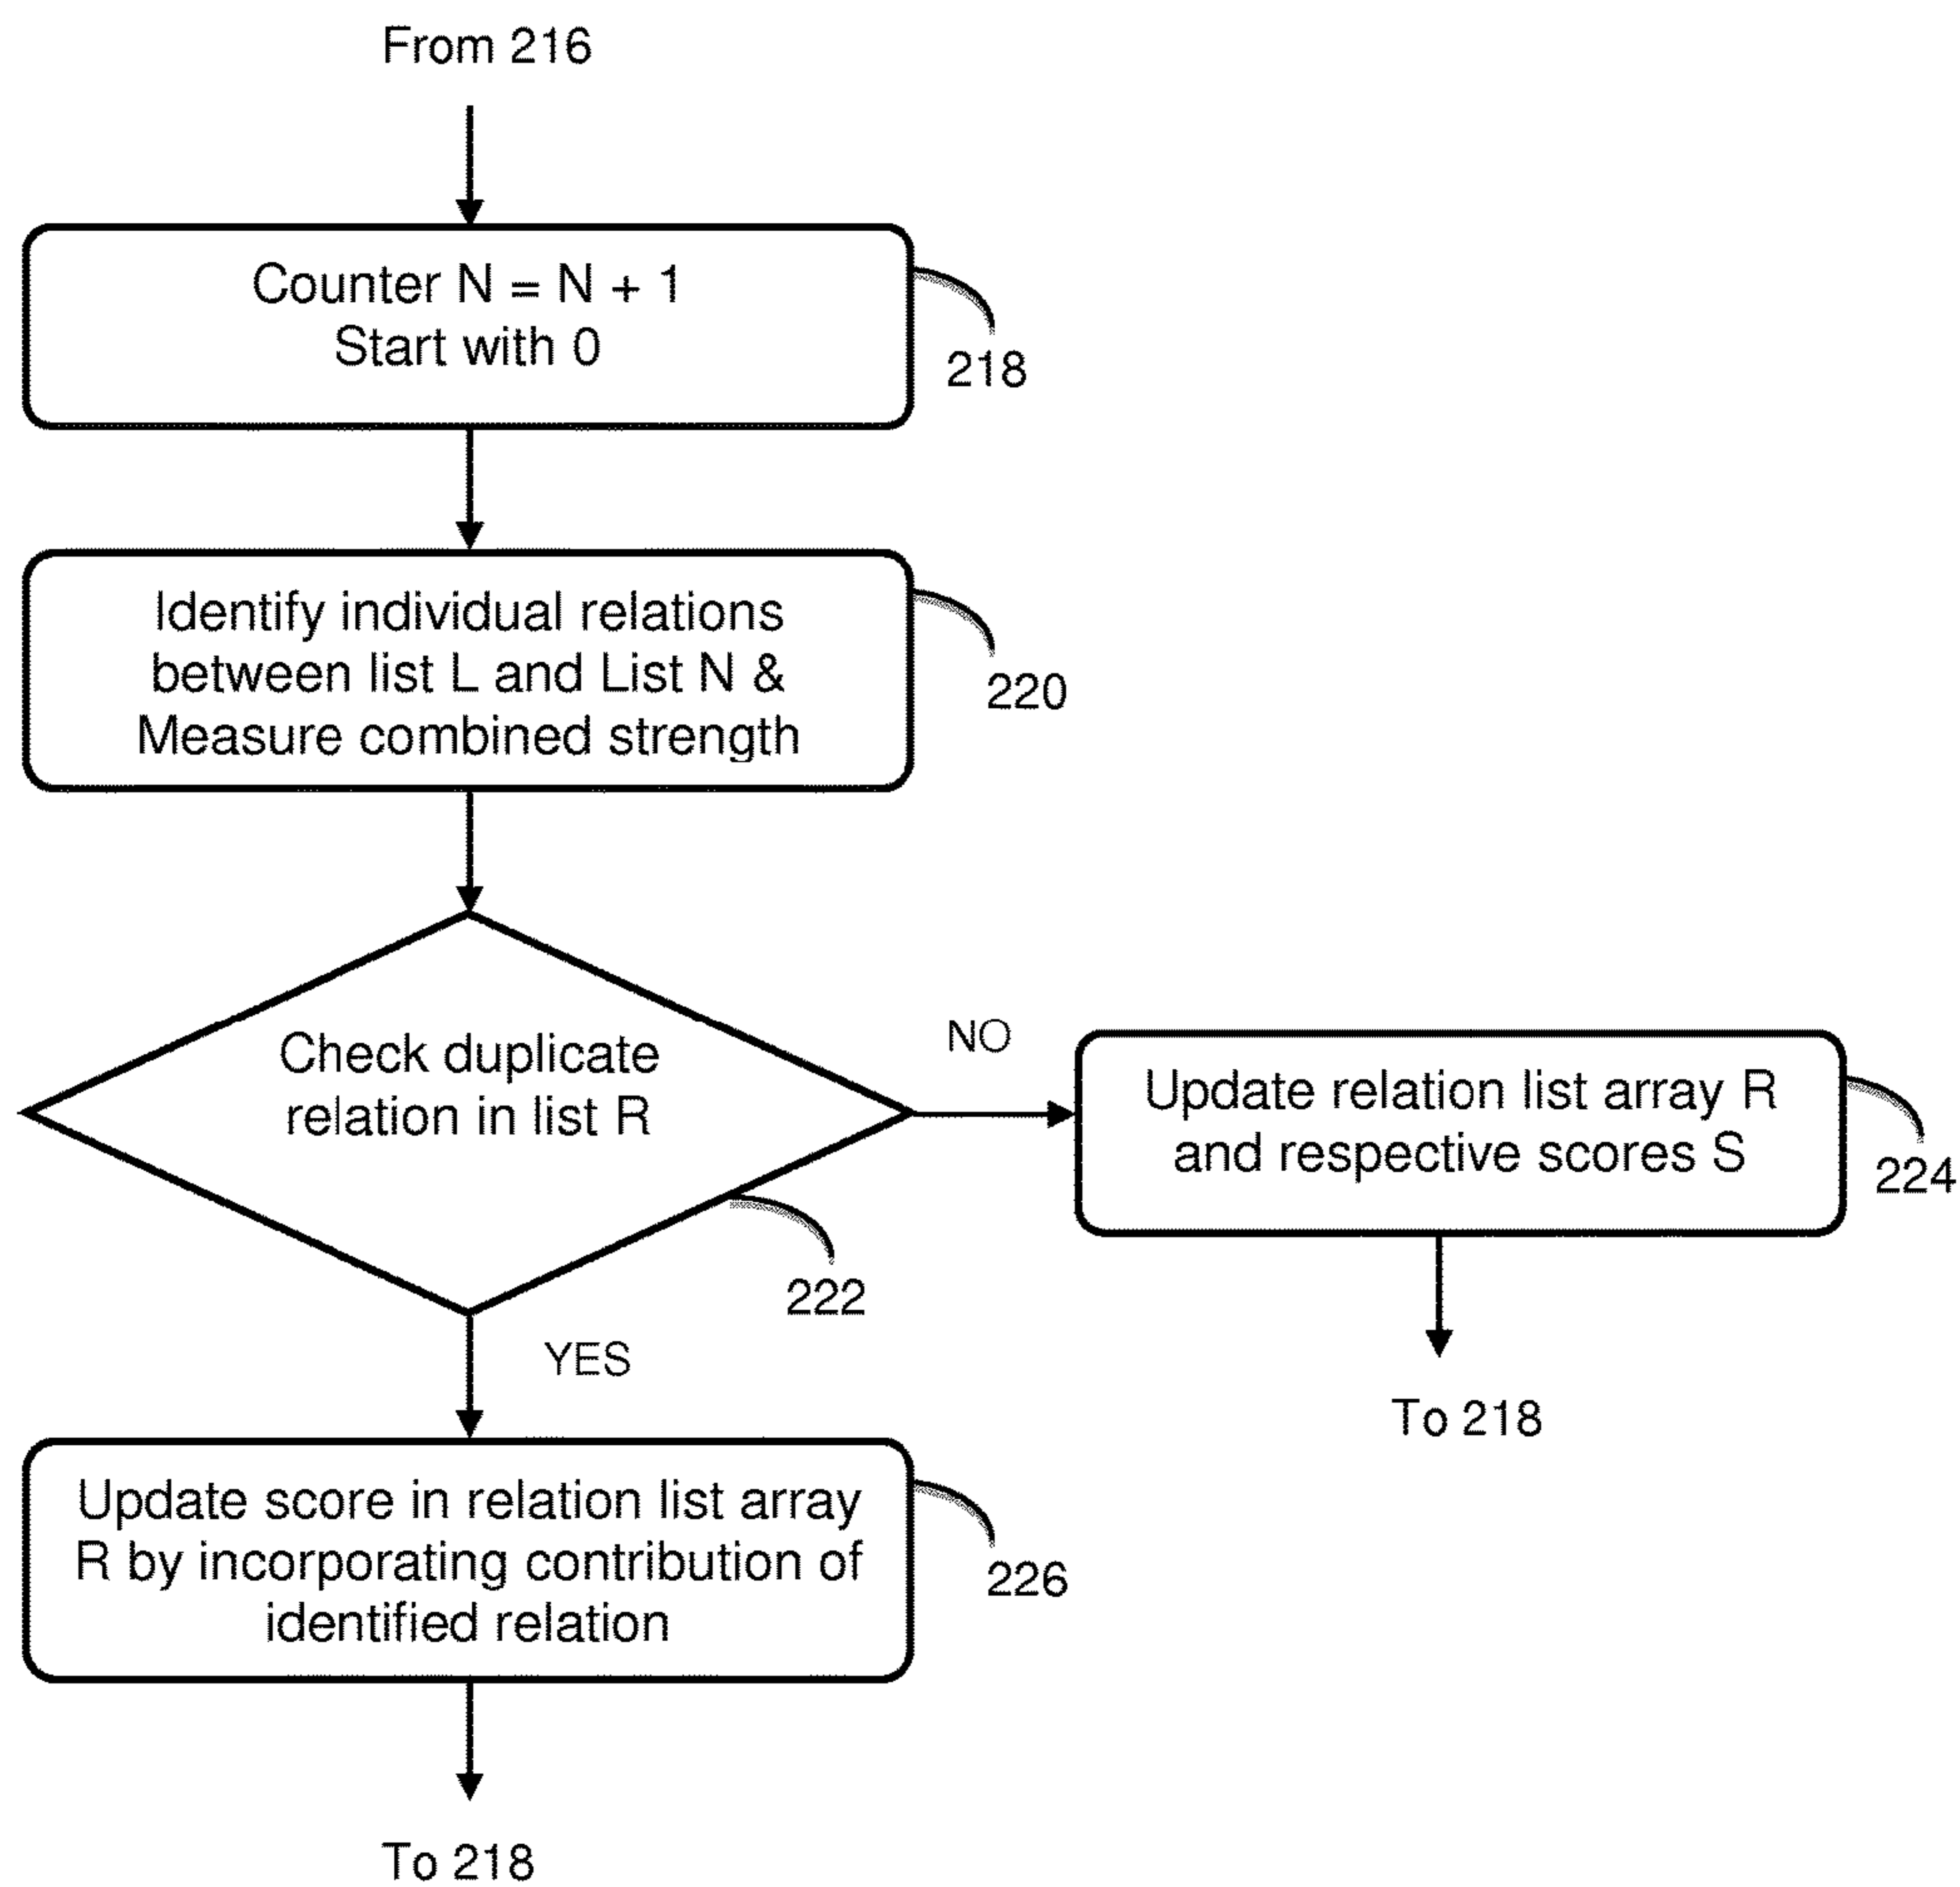 From 216
Counter N = N + 1
Start with 0
218
Identify individual relations
between list L and List N &
Measure combined strength
220
Check duplicate
relation in list R
222
NO
Update relation list array R
and respective scores S
224
To 218
YES
Update score in relation list array
R by incorporating contribution of
identified relation
226
To 218